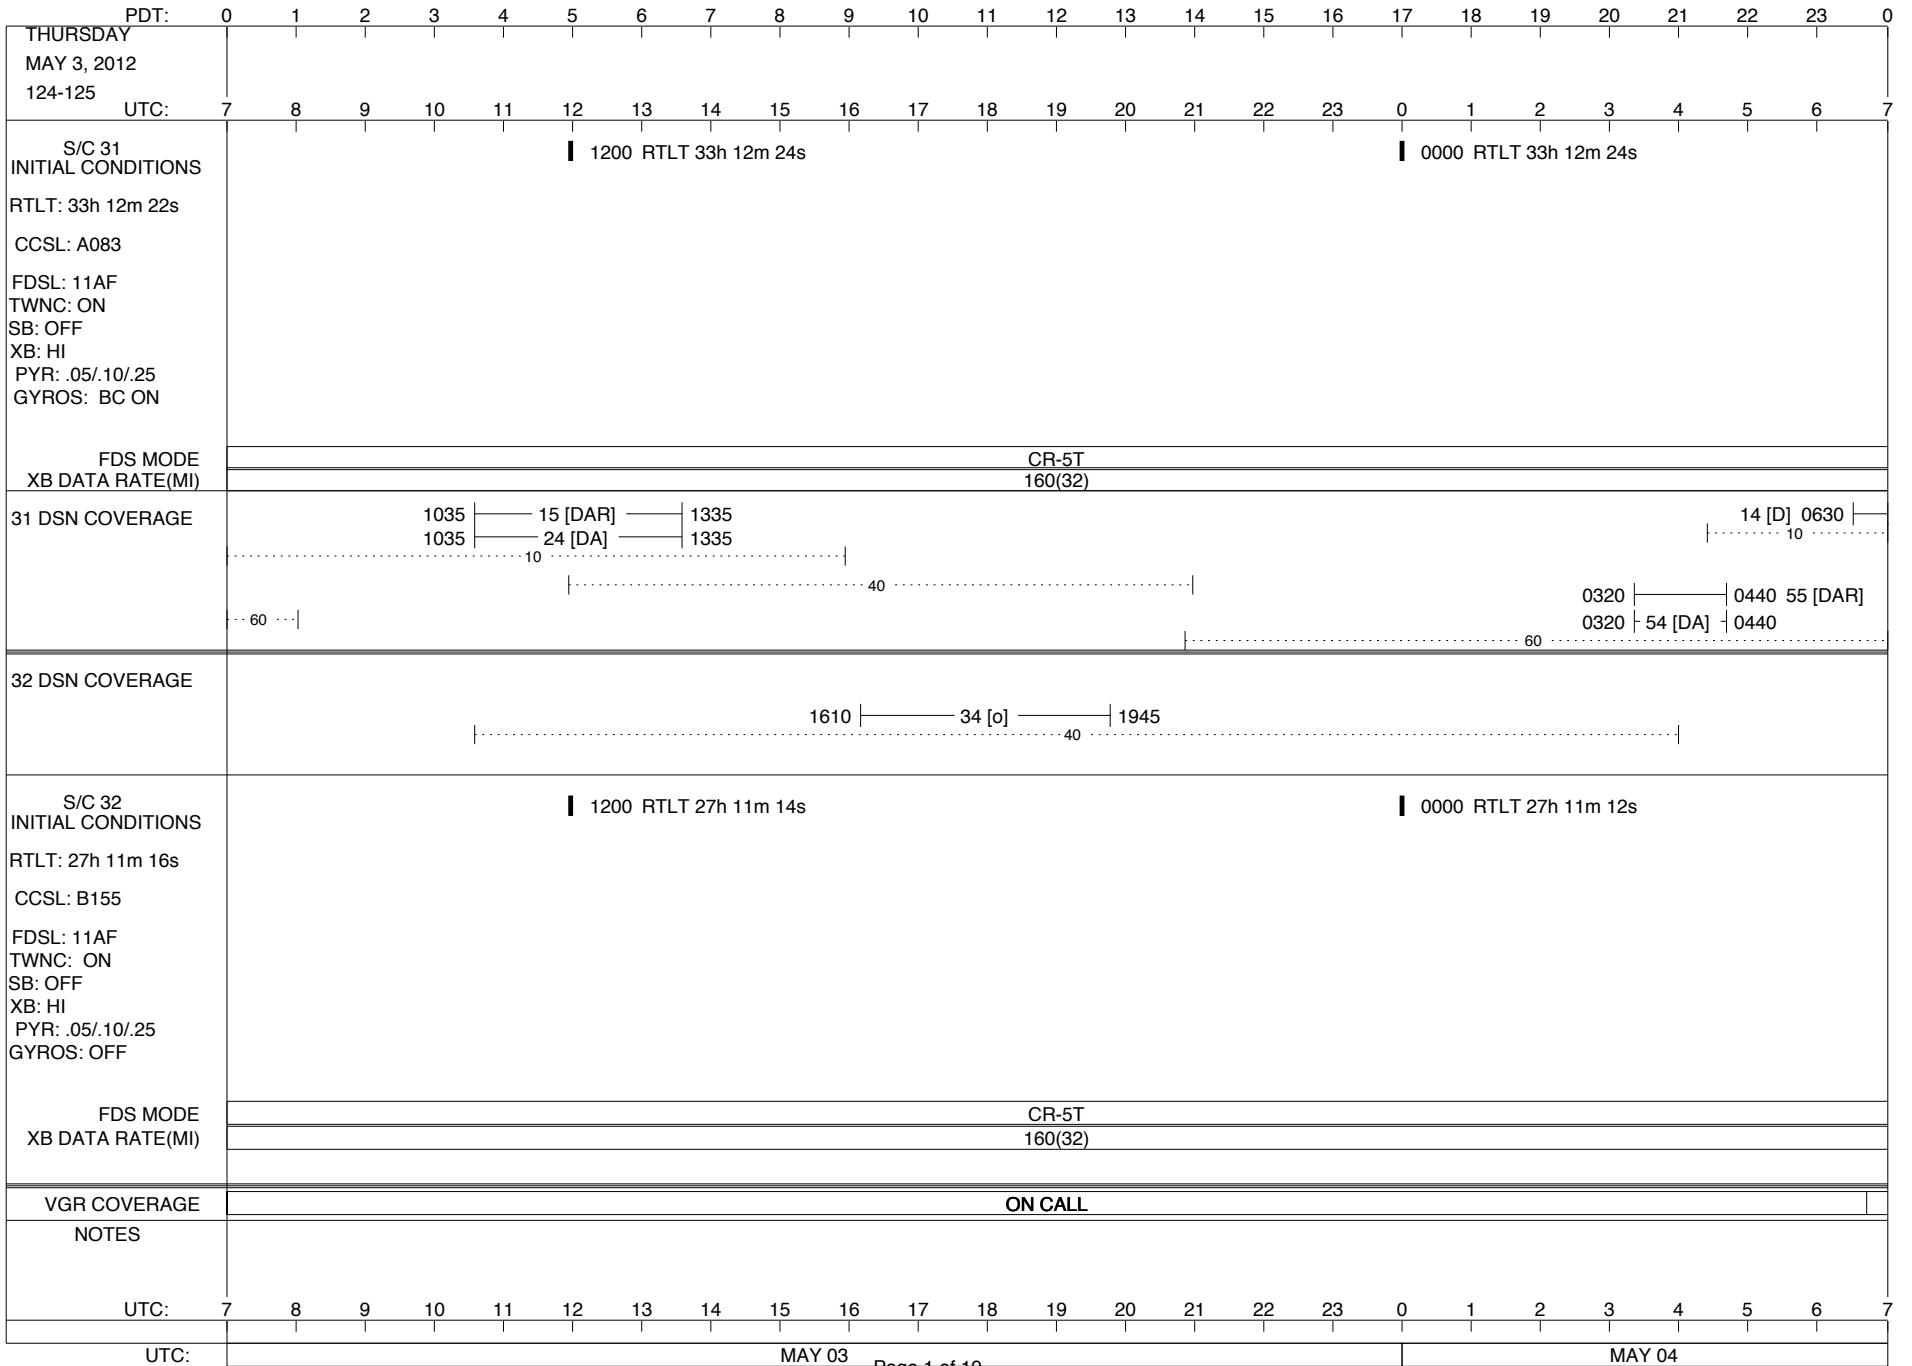 PDT: 0 1 2 3 4 5 6 7 8 9 10 11 12 13 14 15 16 17 18 19 20 21 22 23 0
THURSDAY
MAY 3, 2012
124-125
UTC: 7 8 9 10 11 12 13 14 15 16 17 18 19 20 21 22 23 0 1 2 3 4 5 6 7
S/C 31
INITIAL CONDITIONS
1200 RTLT 33h 12m 24s
0000 RTLT 33h 12m 24s
RTLT: 33h 12m 22s
CCSL: A083
FDSL: 11AF
TWNC: ON
SB: OFF
XB: HI
PYR: .05/.10/.25
GYROS: BC ON
FDS MODE CR-5T
XB DATA RATE(MI) 160(32)
31 DSN COVERAGE
1035 15 [DAR] 1335
14 [D] 0630
1035 24 [DA] 1335
10
10
40
0320 0440 55 [DAR]
60
0320 54 [DA] 0440
60
32 DSN COVERAGE
1610 34 [o] 1945
40
S/C 32
INITIAL CONDITIONS
1200 RTLT 27h 11m 14s
0000 RTLT 27h 11m 12s
RTLT: 27h 11m 16s
CCSL: B155
FDSL: 11AF
TWNC: ON
SB: OFF
XB: HI
PYR: .05/.10/.25
GYROS: OFF
FDS MODE CR-5T
XB DATA RATE(MI) 160(32)
VGR COVERAGE ON CALL
NOTES
UTC: 7 8 9 10 11 12 13 14 15 16 17 18 19 20 21 22 23 0 1 2 3 4 5 6 7
UTC: MAY 03 MAY 04
Page 1 of 19